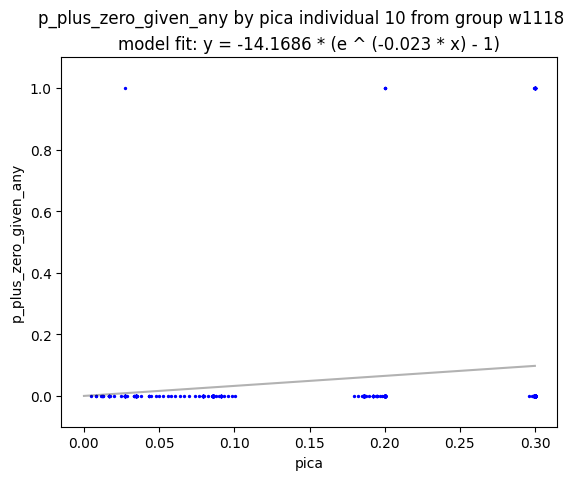 p_plus_zero_given_any by pica individual 10 from group w1118
model fit: y = -14.1686 * (e ^ (-0.023 * x) - 1)
1.0
0.8
0.6
0.4
0.2
0.0
p_plus_zero_given_any
0.00 0.05 0.10 0.15 0.20 0.25 0.30
pica